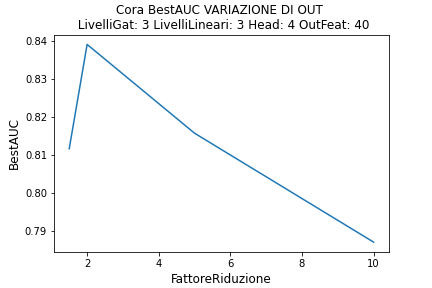 Cora BestAUC VARIAZIONE DI OUT
LivelliGat: 3 LivelliLineari: 3 Head: 4 OutFeat: 40
0.84
0.83
0.82
0.81
0.80
0.79
BestAUC
2 4 6 8 10
FattoreRiduzione